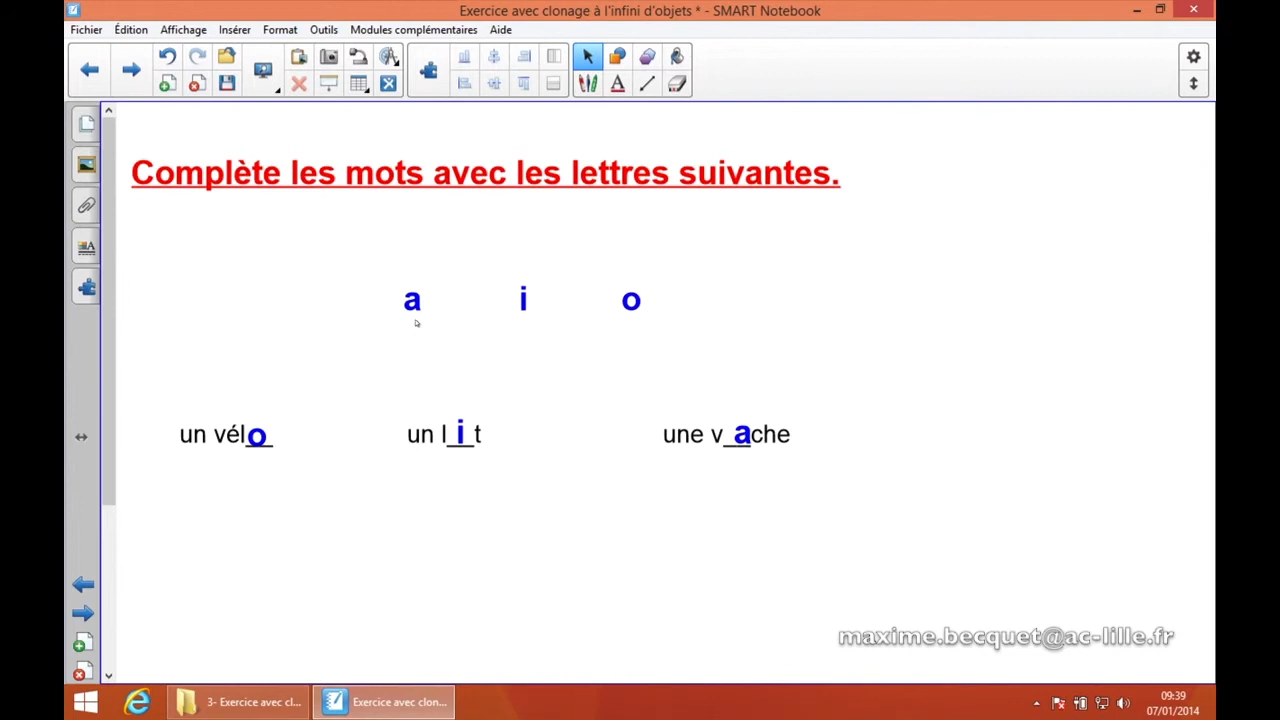 Exercice avec clonage à l'infini d'objets * - SMART Notebook
Fichier Édition Affichage Insérer Format Outils Modules complémentaires Aide
Complète les mots avec les lettres suivantes.
a i o
un vélo un lit une vache
maxime.becquet@ac-lille.fr
3- Exercice avec cl... Exercice avec clon...
09:39
07/01/2014